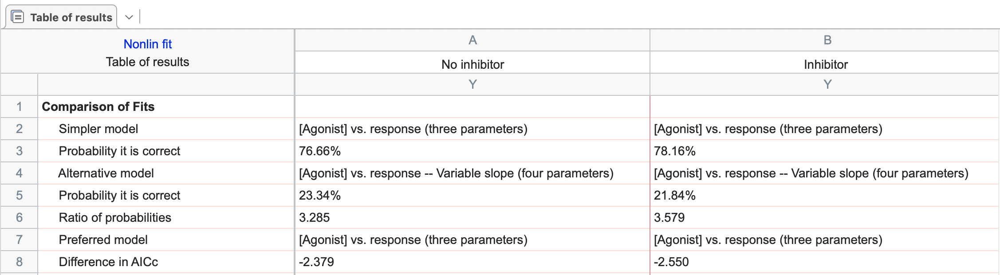 Table of results
Nonlin fit
Table of results
A
B
No inhibitor
Inhibitor
Y
Y
1 Comparison of Fits
2 Simpler model [Agonist] vs. response (three parameters) [Agonist] vs. response (three parameters)
3 Probability it is correct 76.66% 78.16%
4 Alternative model [Agonist] vs. response -- Variable slope (four parameters) [Agonist] vs. response -- Variable slope (four parameters)
5 Probability it is correct 23.34% 21.84%
6 Ratio of probabilities 3.285 3.579
7 Preferred model [Agonist] vs. response (three parameters) [Agonist] vs. response (three parameters)
8 Difference in AICc -2.379 -2.550